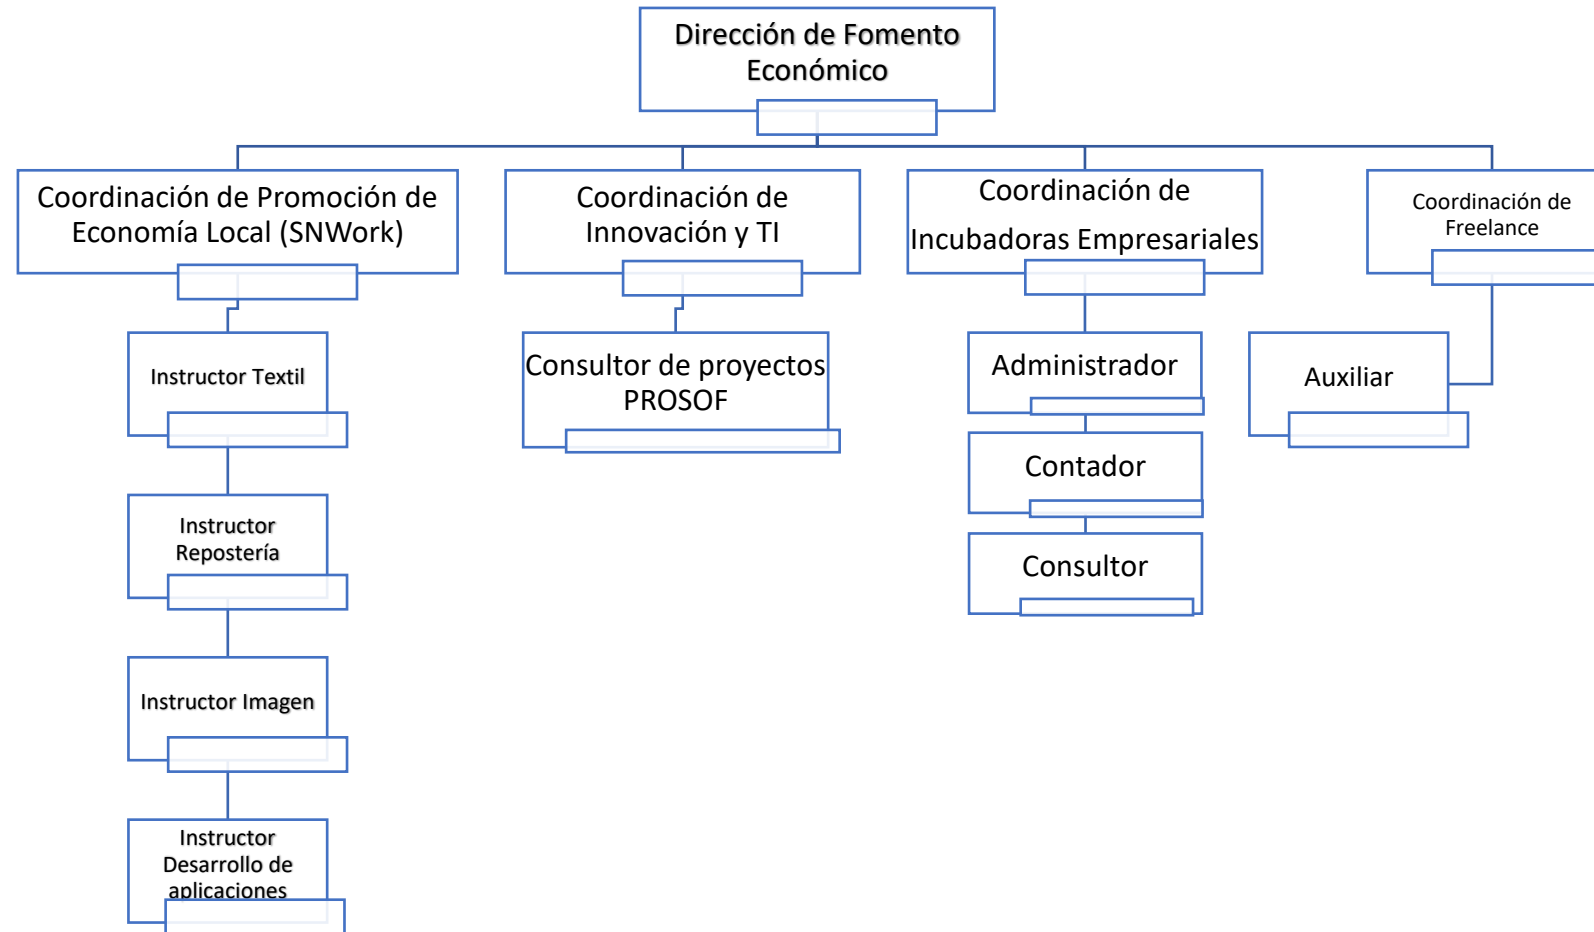 Dirección de Fomento
Económico
Coordinación de Promoción de
Economía Local (SNWork)
Coordinación de
Innovación y TI
Coordinación de
Incubadoras Empresariales
Coordinación de
Freelance
Instructor Textil
Consultor de proyectos
PROSOF
Administrador
Auxiliar
Contador
Instructor
Repostería
Consultor
Instructor Imagen
Instructor
Desarrollo de
aplicaciones